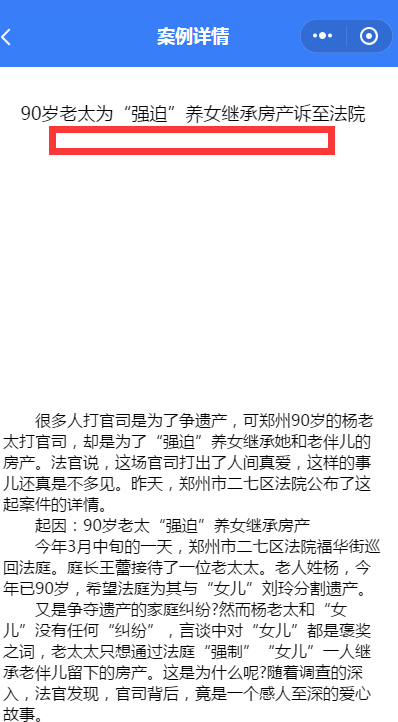 案例详情
90岁老太为“强迫”养女继承房产诉至法院
很多人打官司是为了争遗产，可郑州90岁的杨老
太打官司，却是为了“强迫”养女继承她和老伴儿的
房产。法官说，这场官司打出了人间真爱，这样的事
儿还真是不多见。昨天，郑州市二七区法院公布了这
起案件的详情。
起因：90岁老太“强迫”养女继承房产
今年3月中旬的一天，郑州市二七区法院福华街巡
回法庭。庭长王蕾接待了一位老太太。老人姓杨，今
年已90岁，希望法庭为其与“女儿”刘玲分割遗产。
又是争夺遗产的家庭纠纷?然而杨老太和“女
儿”没有任何“纠纷”，言谈中对“女儿”都是褒奖
之词，老太太只想通过法庭“强制”“女儿”一人继
承老伴儿留下的房产。这是为什么呢?随着调查的深
入，法官发现，官司背后，竟是一个感人至深的爱心
故事。